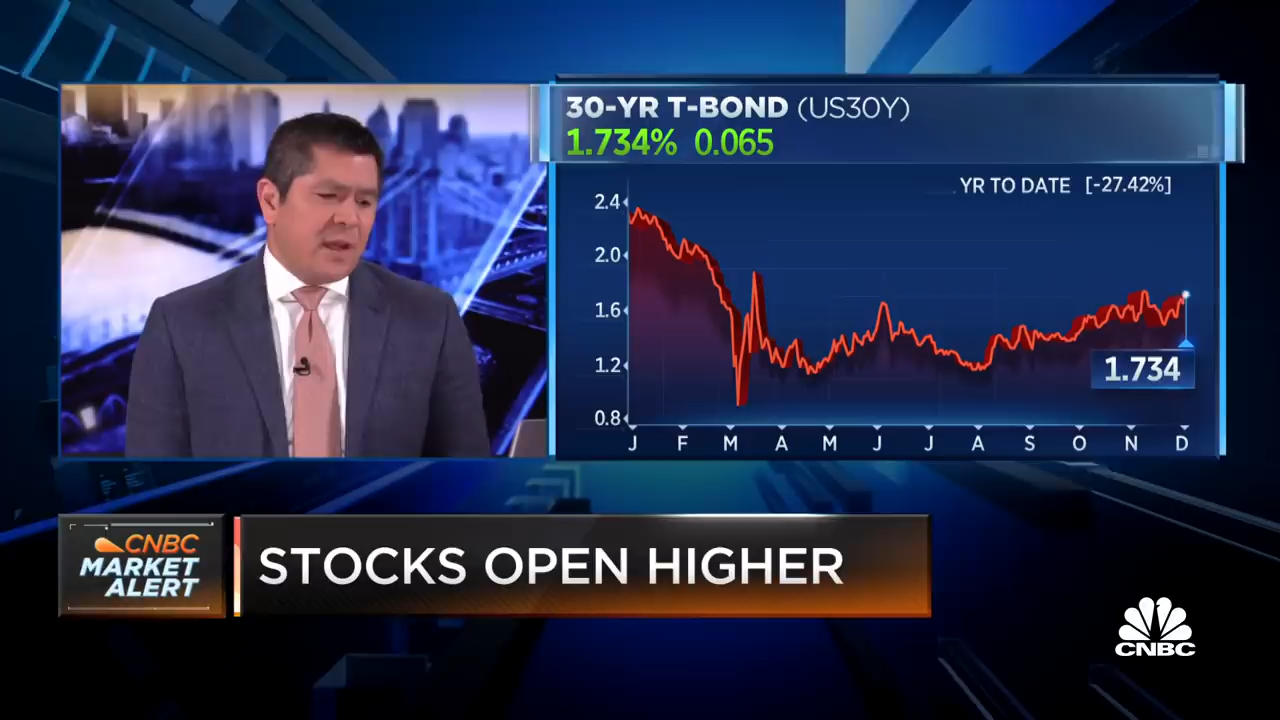 30-YR T-BOND (US30Y)
1.734% 0.065
YR TO DATE [-27.42%]
2.4
2.0
1.6
1.2
0.8
1.734
J F M A M J J A S O N D
CNBC
MARKET
ALERT
STOCKS OPEN HIGHER
CNBC